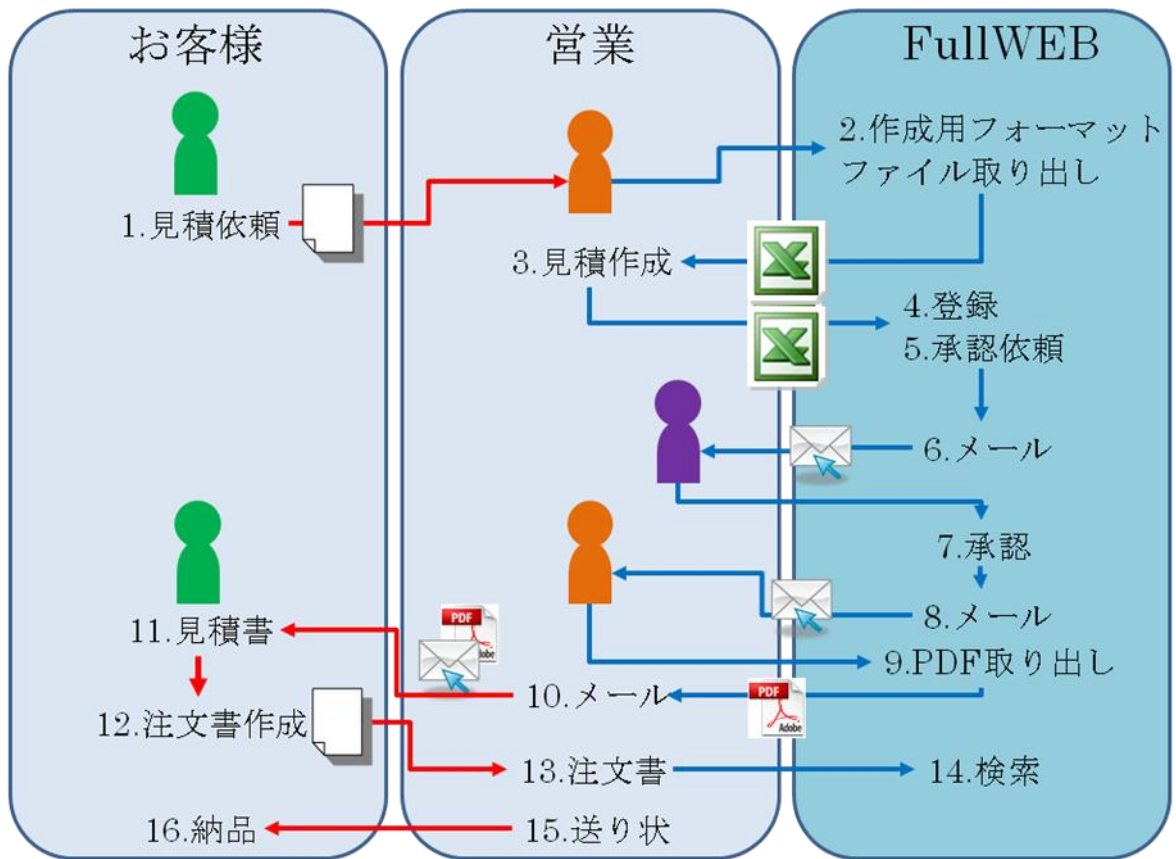 お客様
営業
FullWEB
2.作成用フォーマット
ファイル取り出し
1.見積依頼
3.見積作成
4.登録
5.承認依頼
6.メール
7.承認
8.メール
11.見積書
PDF
Adobe
9.PDF取り出し
10.メール
PDF
Adobe
12.注文書作成
13.注文書
14.検索
16.納品
15.送り状